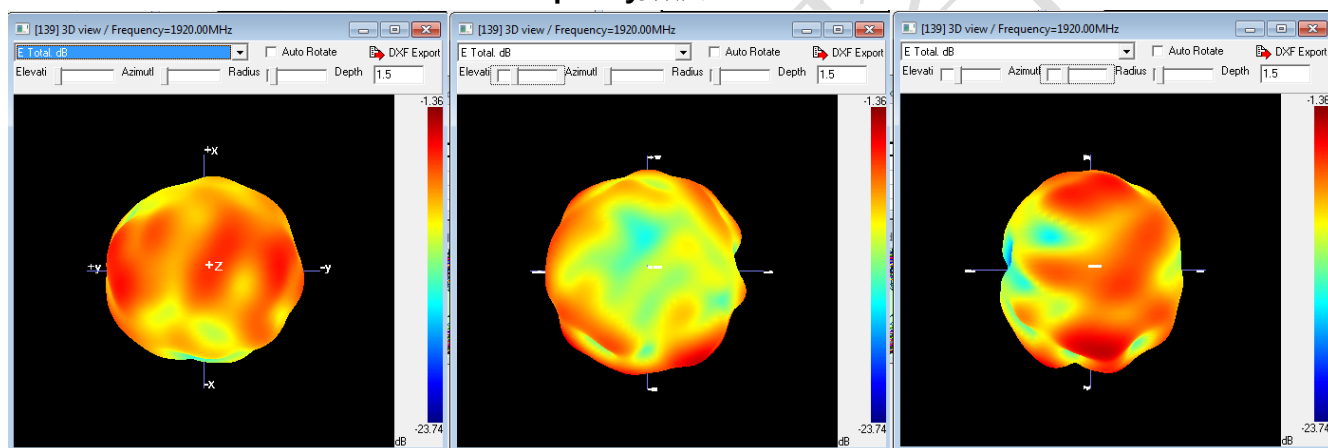 [139] 3D view / Frequency=1920.00MHz
E Total. dB
Auto Rotate
DXF Export
Elevati
Azimutl
Radius
Depth
1.5
-1.36
+X
+y
+Z
-y
-X
-23.74
dB
[139] 3D view / Frequency=1920.00MHz
E Total. dB
Auto Rotate
DXF Export
Elevati
Azimutl
Radius
Depth
1.5
-1.36
-23.74
dB
[139] 3D view / Frequency=1920.00MHz
E Total. dB
Auto Rotate
DXF Export
Elevati
Azimutl
Radius
Depth
1.5
-1.36
-23.74
dB